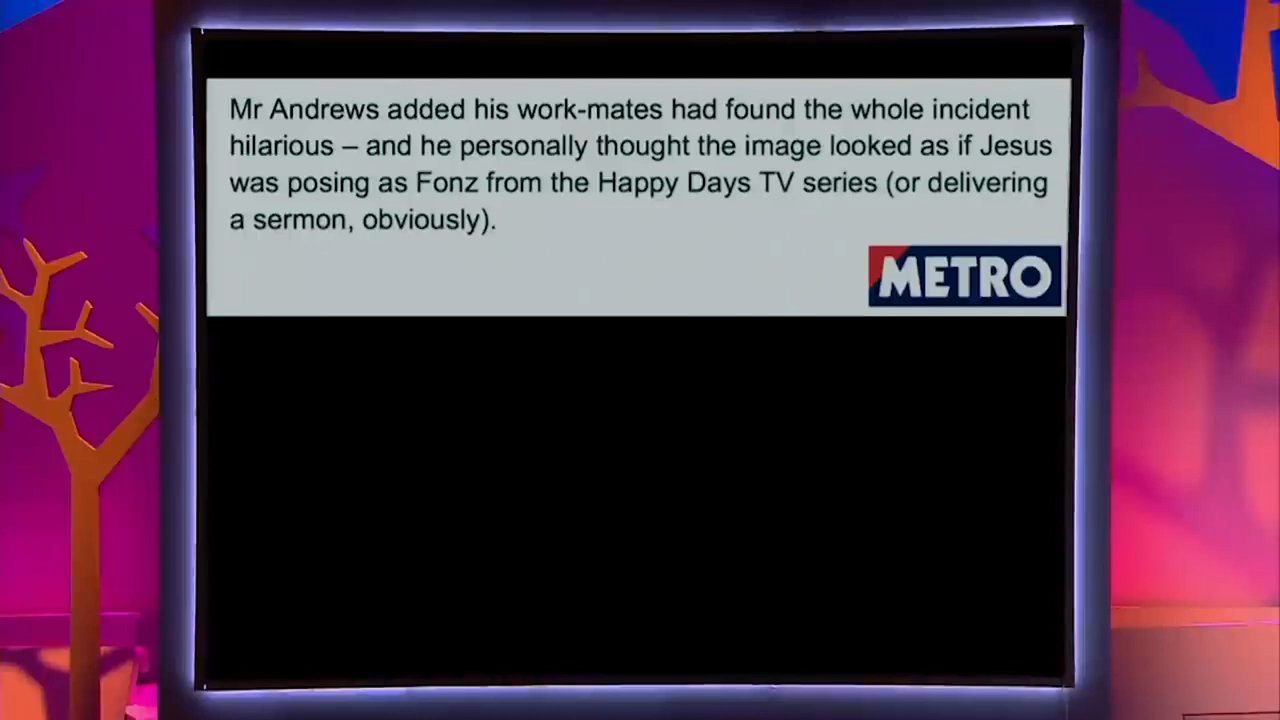 Mr Andrews added his work-mates had found the whole incident
hilarious – and he personally thought the image looked as if Jesus
was posing as Fonz from the Happy Days TV series (or delivering
a sermon, obviously).
METRO